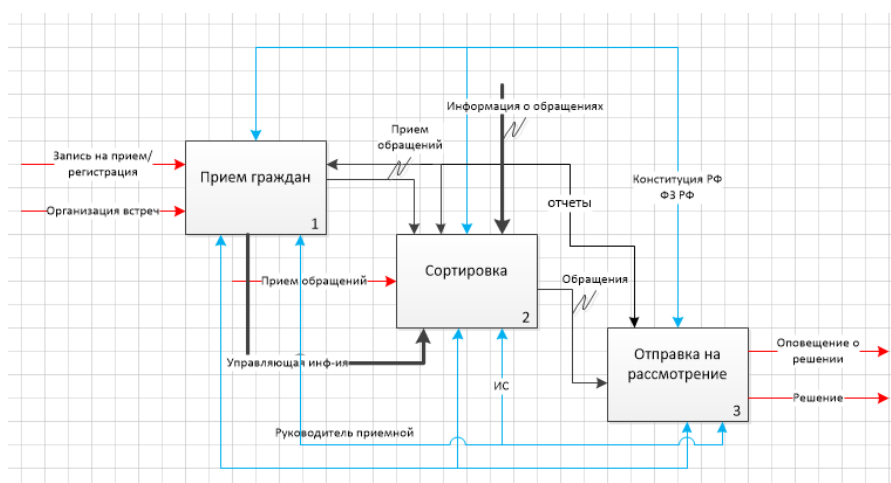 Информация о обращениях
Прием
обращений
Запись на прием/
регистрация
Прием граждан
1
Конституция РФ
ФЗ РФ
отчеты
Организация встреч
Прием обращений
Сортировка
2
Обращения
Управляющая инф-ия
ИС
Отправка на
рассмотрение
3
Оповещение о
решении
Решение
Руководитель приемной